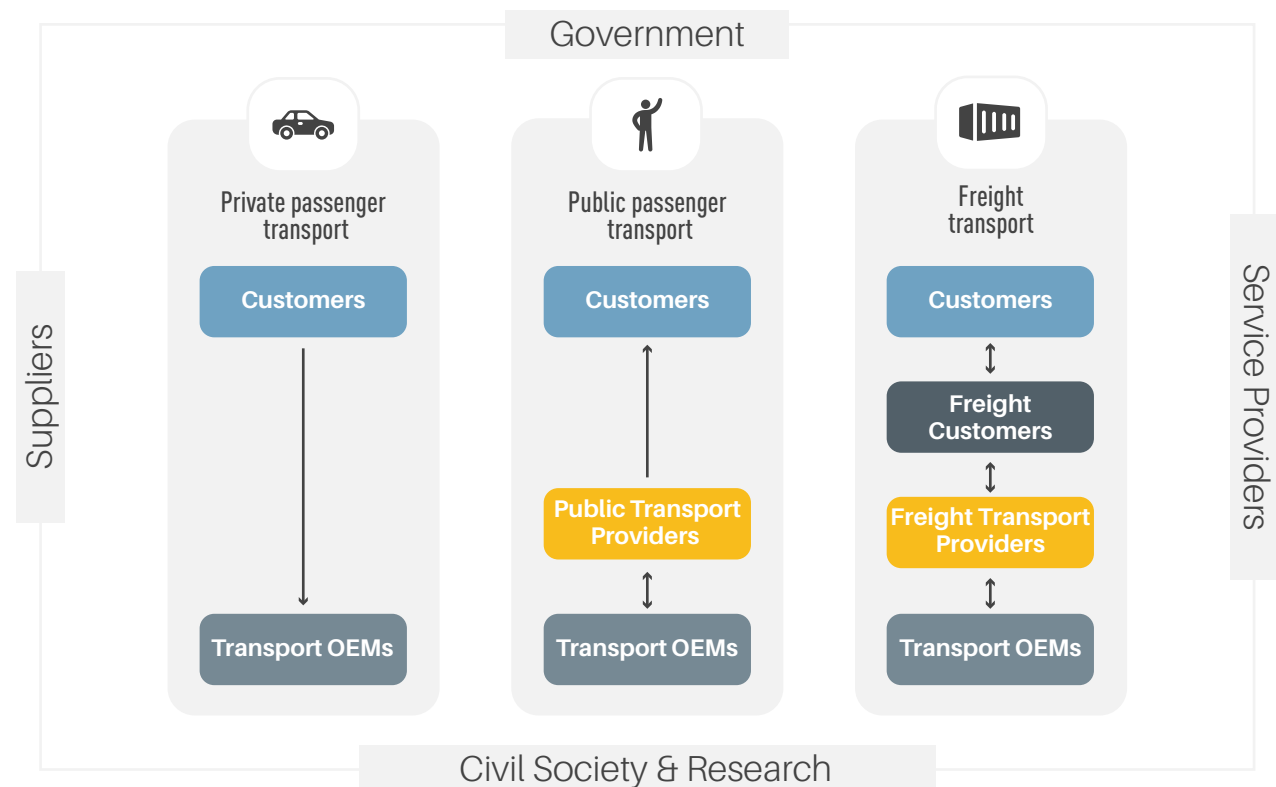 Government
Private passenger
transport
Customers
Transport OEMs
Public passenger
transport
Customers
Public Transport
Providers
Transport OEMs
Freight
transport
Customers
Freight
Customers
Freight Transport
Providers
Transport OEMs
Suppliers
Service Providers
Civil Society & Research